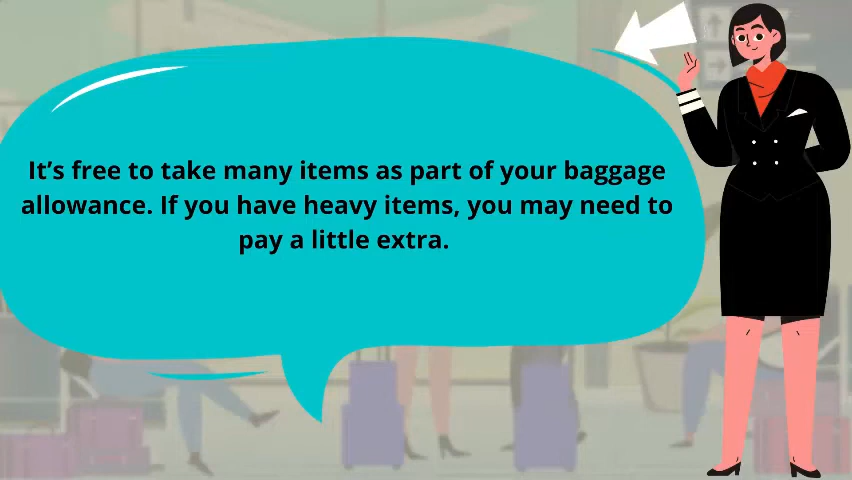 It’s free to take many items as part of your baggage
allowance. If you have heavy items, you may need to
pay a little extra.